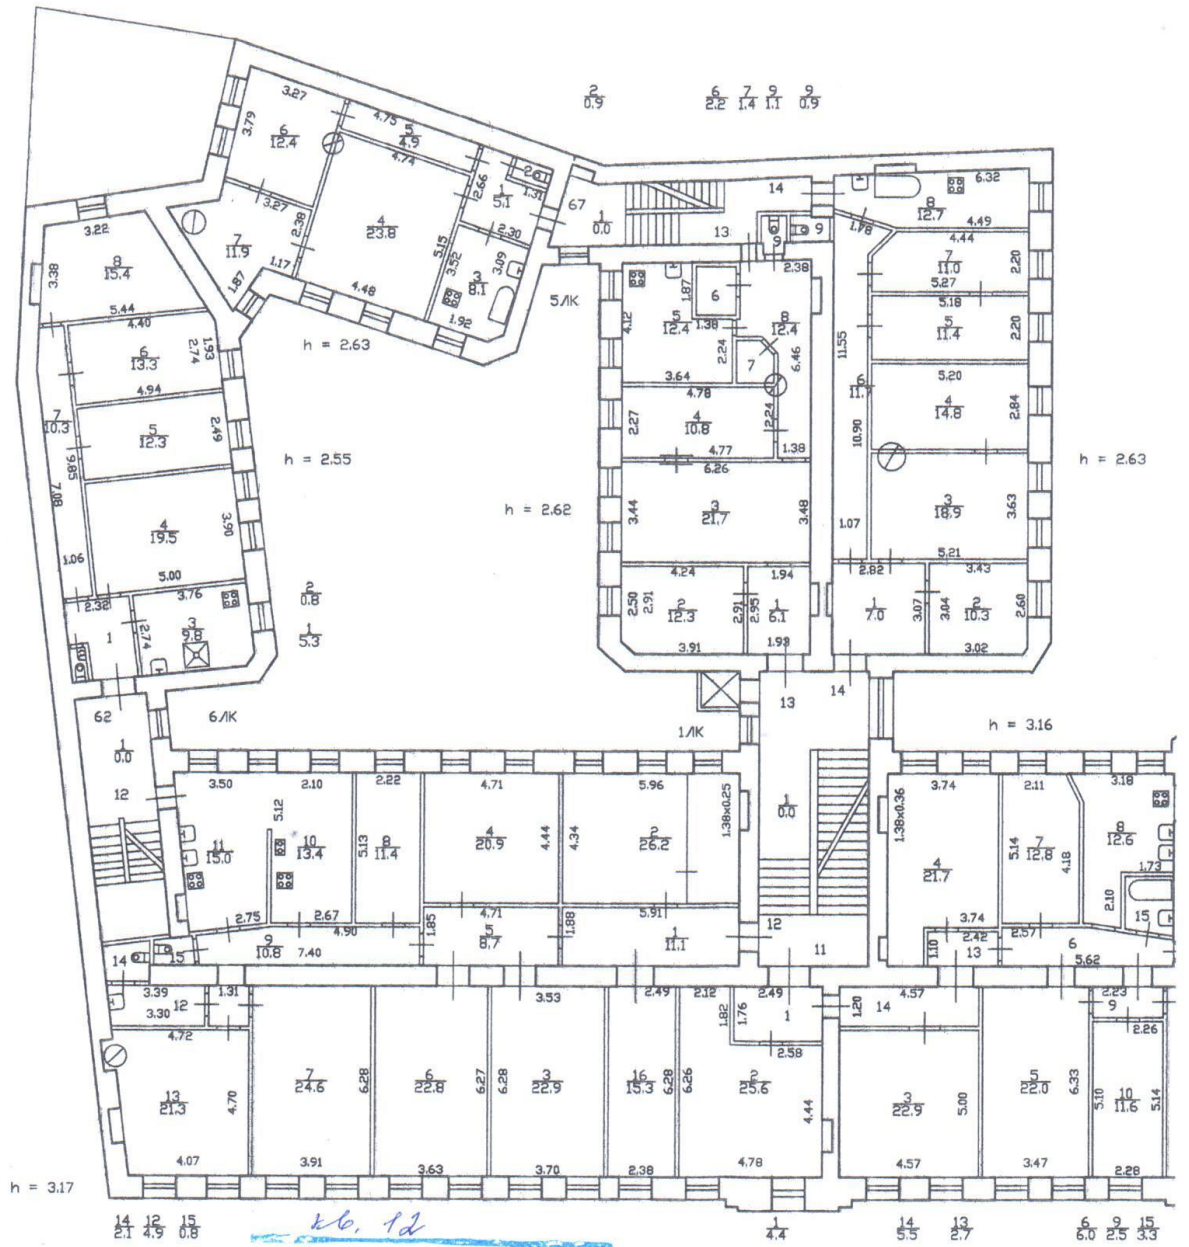 2/0.9 6/2.2 7/1.4 9/1.1 9/0.9
3.27 4.75 5/4.9 4.74
3.79 6/12.4 2.66 2 1.31
1/5.1 67 1/0.0 14 6.32
3.27 2.38 4/23.8 2.30 13 9 9 1.78 8/12.7 4.49
7/11.9 1.17 5.15 3.52 3.09 3/8.1 4.44
1.87 4.48 1.92 5/ЛК 2.38 7/11.0 2.20 5.27
3.22 8/15.4 3.38 5.44
h = 2.63
1.87 6 1.38 5/12.4 4.12 8/12.4 5.18 5/11.4 2.20
4.40 6/13.3 2.74 1.93 4.94
3.64 2.24 7 6.46 11.55 6/11.7 5.20 4/14.8 2.84
7/10.3 5/12.3 2.49 9.85
4.78 4/10.8 2.27 2.24 4.77 1.38 10.90
h = 2.55
h = 2.62
h = 2.63
7.08 4/19.5 3.90 1.06 5.00
6.26 3.44 3/21.7 3.48 1.07 3/18.9 3.63 5.21
2/0.8
1/5.3
2.32 3.76 1 2.74 3/9.8
4.24 1.94 2.50 2.91 2/12.3 2.91 2.95 1/6.1 3.91 1.93
2.82 3.43 1/7.0 3.07 3.04 2/10.3 2.60 3.02
62 6/ЛК 1/ЛК 13 14
h = 3.16
1/0.0 12
3.50 2.10 2.22 4.71 5.96 1.38x0.25 1/0.0 1.38x0.36 3.74 2.11 3.18
5.12 11/15.0 10/13.4 5.13 8/11.4 4/20.9 4.44 4.34 2/26.2
4/21.7 5.14 7/12.8 4.18 8/12.6 1.73 2.10 15
2.75 2.67 4.90 1.85 4.71 5/8.7 1.88 5.91 1/11.1 12 11
3.74 2.42 1.10 13 2.57 6 5.62
14 15 9/10.8 7.40
3.39 12 3.30 1.31 3.53 2.49 2.12 2.49 1.82 1.76 1 2.58
1.20 4.57 14 2.23 9 2.26
4.72 13/21.3 4.70 4.07
7/24.6 6.28 3.91
6/22.8 6.27 3.63
6.28 3/22.9 3.70
16/15.3 6.28 2.38
6.26 2/25.6 4.44 4.78
3/22.9 5.00 4.57
5/22.0 6.33 3.47
5.10 10/11.6 5.14 2.28
h = 3.17
14/2.1 12/4.9 15/0.8 кв. 12 1/4.4 14/5.5 13/2.7 6/6.0 9/2.5 15/3.3